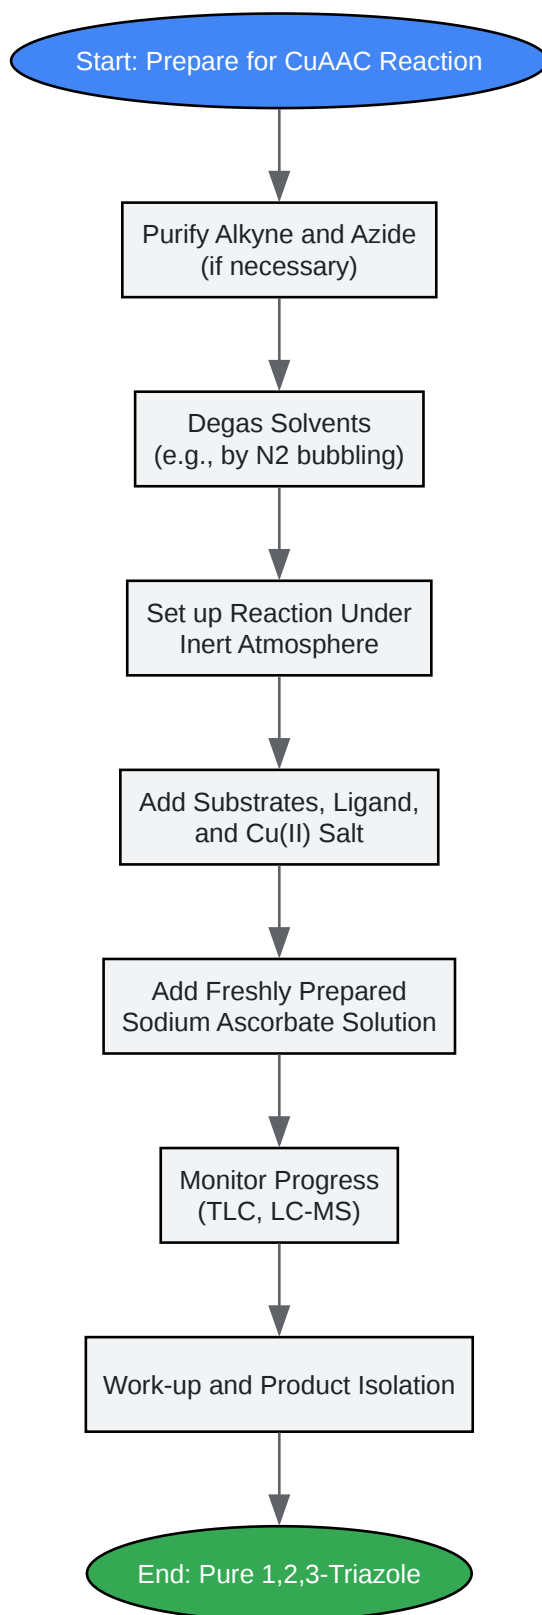 Start: Prepare for CuAAC Reaction
Purify Alkyne and Azide
(if necessary)
Degas Solvents
(e.g., by N2 bubbling)
Set up Reaction Under
Inert Atmosphere
Add Substrates, Ligand,
and Cu(II) Salt
Add Freshly Prepared
Sodium Ascorbate Solution
Monitor Progress
(TLC, LC-MS)
Work-up and Product Isolation
End: Pure 1,2,3-Triazole